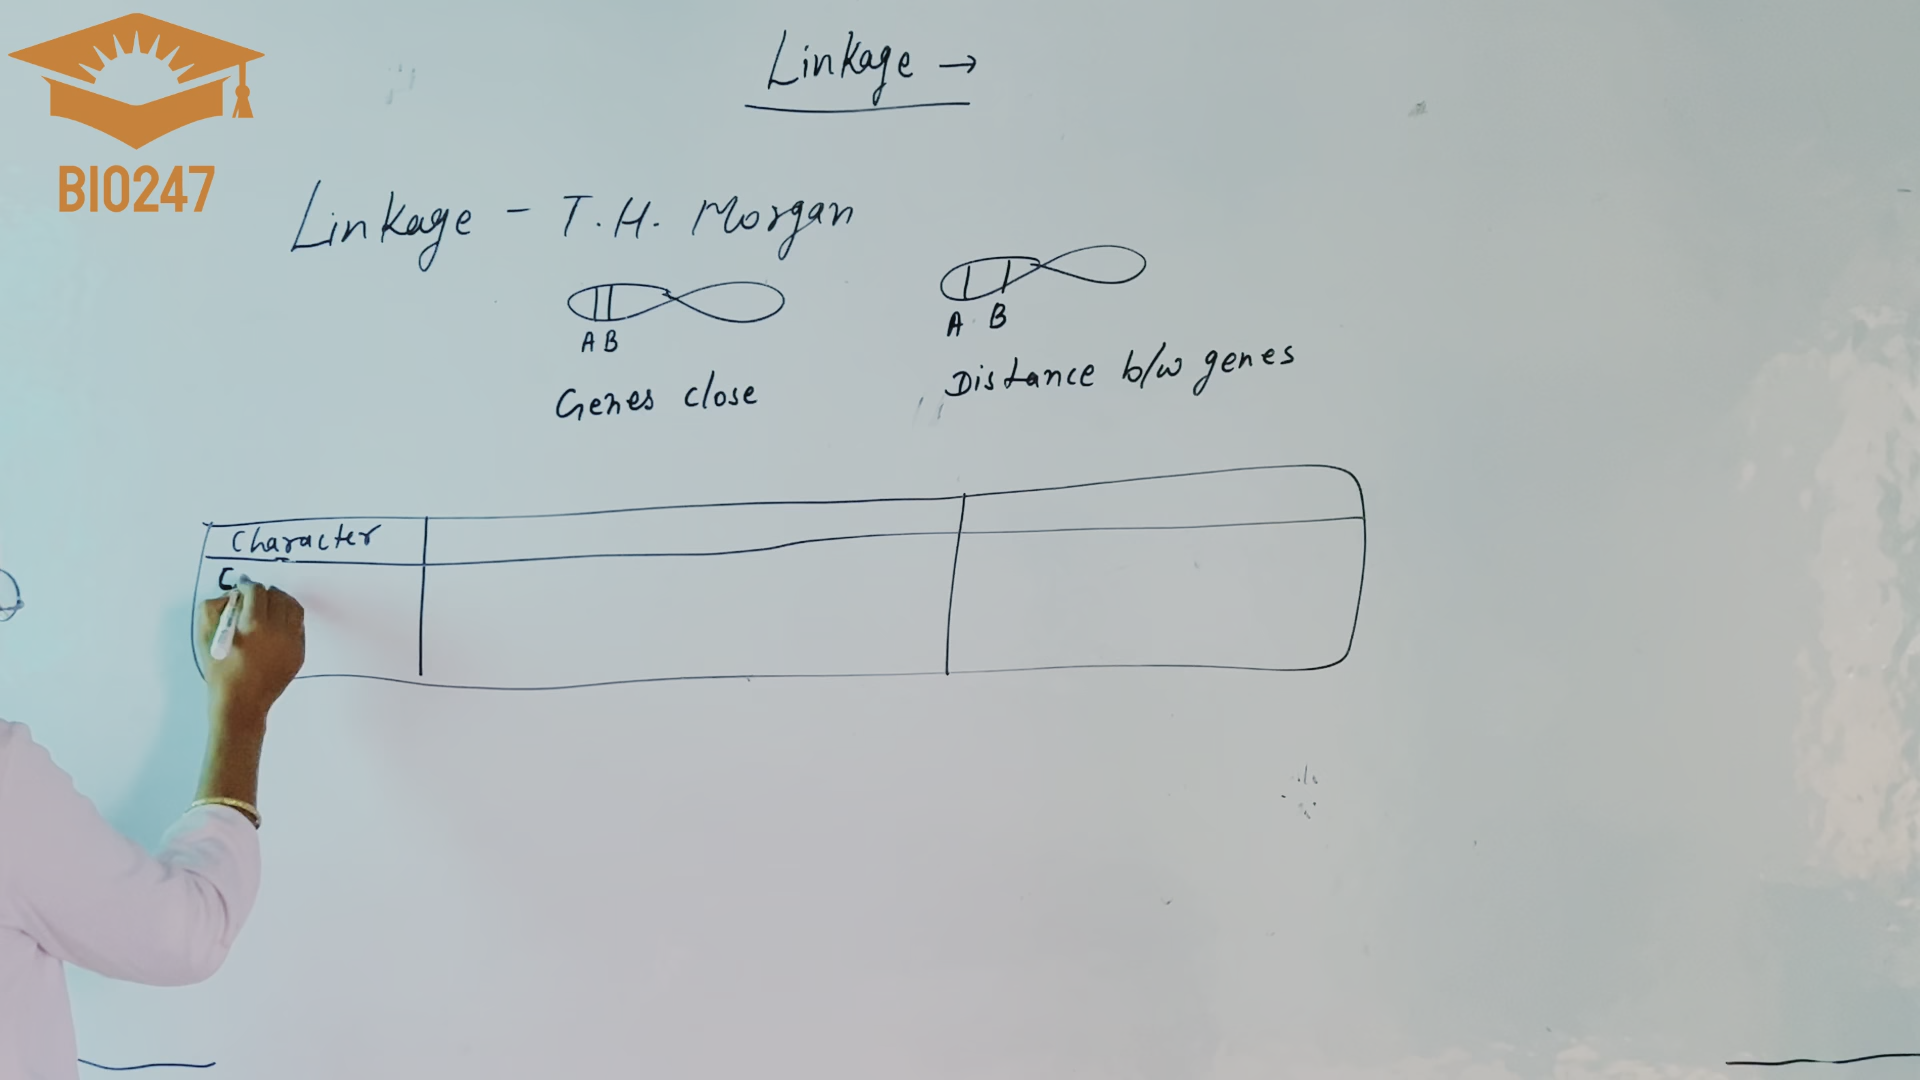 BIO247
Linkage →
Linkage - T.H. Morgan
A B
A B
Genes close
Distance b/w genes
Character
C